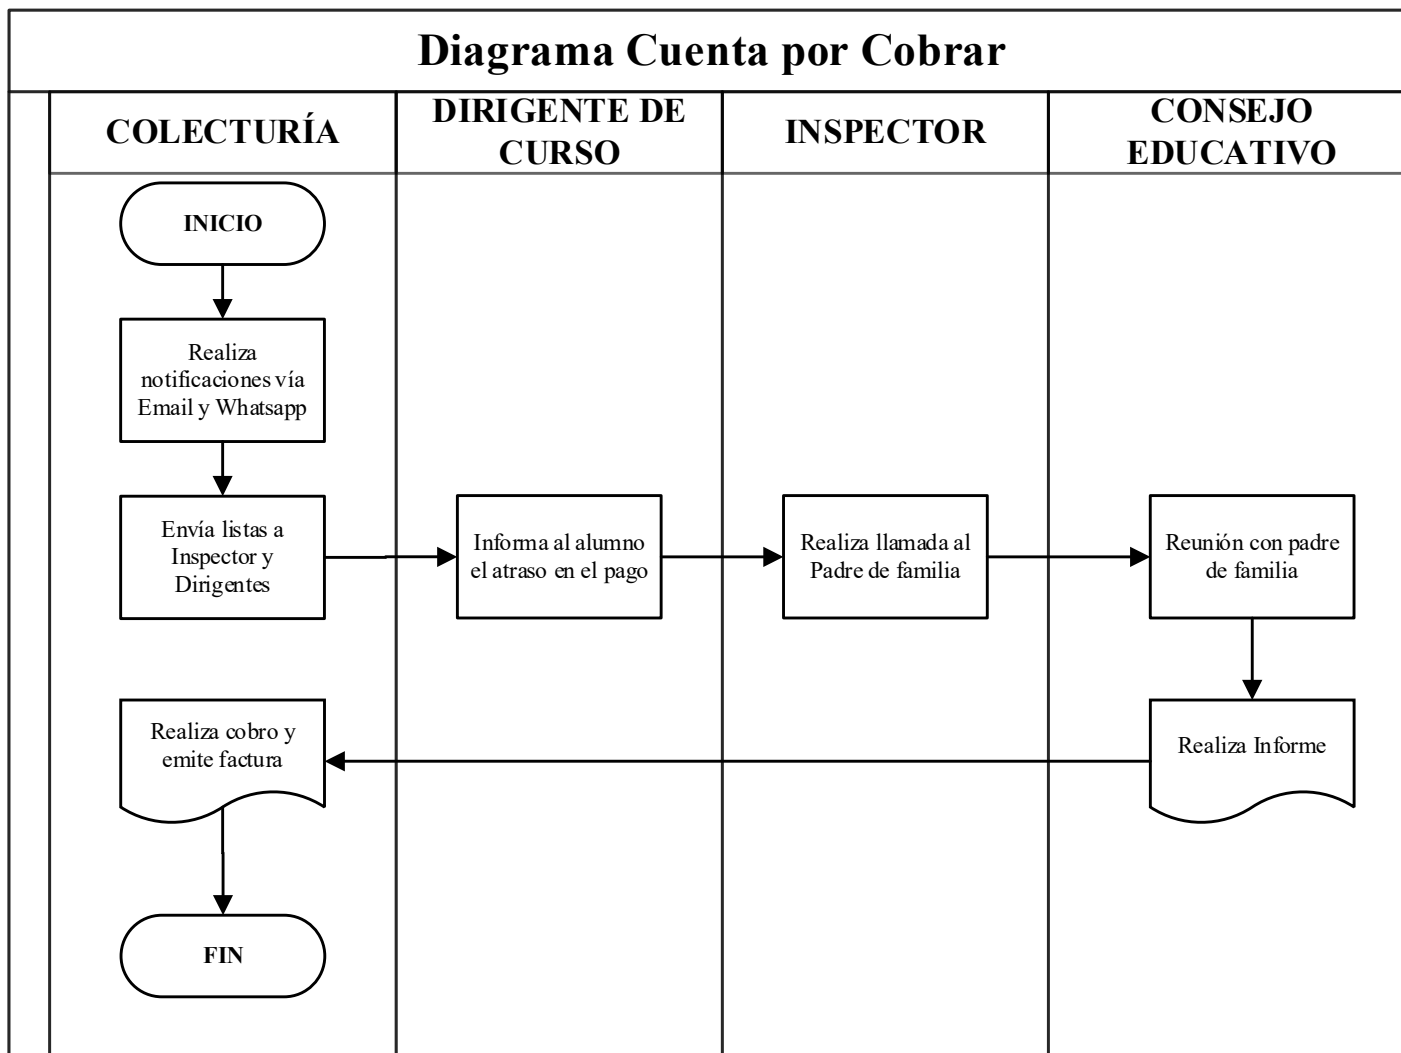 Diagrama Cuenta por Cobrar
COLECTURÍA
DIRIGENTE DE
CURSO
INSPECTOR
CONSEJO
EDUCATIVO
INICIO
Realiza
notificaciones vía
Email y Whatsapp
Envía listas a
Inspector y
Dirigentes
Informa al alumno
el atraso en el pago
Realiza llamada al
Padre de familia
Reunión con padre
de familia
Realiza cobro y
emite factura
Realiza Informe
FIN